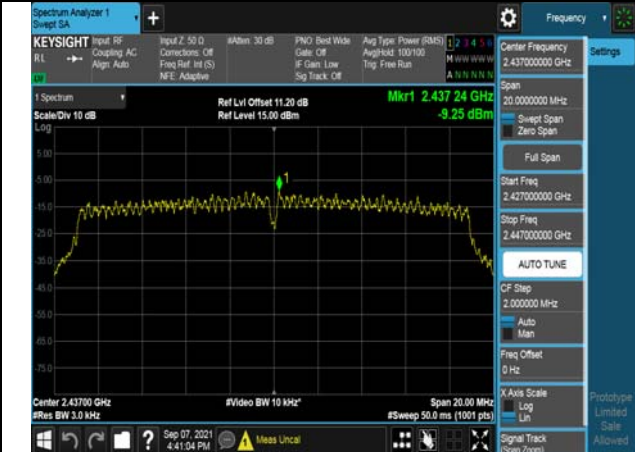 Spectrum Analyzer 1
Swept SA
+
Frequency
KEYSIGHT
RL
Input: RF
Coupling: AC
Align: Auto
Input Z: 50 Ω
Corrections: Off
Freq Ref: Int (S)
NFE: Adaptive
#Atten: 30 dB
PNO: Best Wide
Gate: Off
IF Gain: Low
Sig Track: Off
Avg Type: Power (RMS)
Avg|Hold: 100/100
Trig: Free Run
1 2 3 4 5 6
M W W W W W
A N N N N N
1 Spectrum
Scale/Div 10 dB
Log
Ref Lvl Offset 11.20 dB
Ref Level 15.00 dBm
Mkr1 2.437 24 GHz
-9.25 dBm
5.00
-5.00
-15.0
-25.0
-35.0
-45.0
-55.0
-65.0
-75.0
1
Center 2.43700 GHz
#Res BW 3.0 kHz
#Video BW 10 kHz*
Span 20.00 MHz
#Sweep 50.0 ms (1001 pts)
Sep 07, 2021
4:41:04 PM
Meas Uncal
Center Frequency
2.437000000 GHz
Settings
Span
20.0000000 MHz
Swept Span
Zero Span
Full Span
Start Freq
2.427000000 GHz
Stop Freq
2.447000000 GHz
AUTO TUNE
CF Step
2.000000 MHz
Auto
Man
Freq Offset
0 Hz
X Axis Scale
Log
Lin
Signal Track
(Span Zoom)
Prototype
Limited
Sale
Allowed